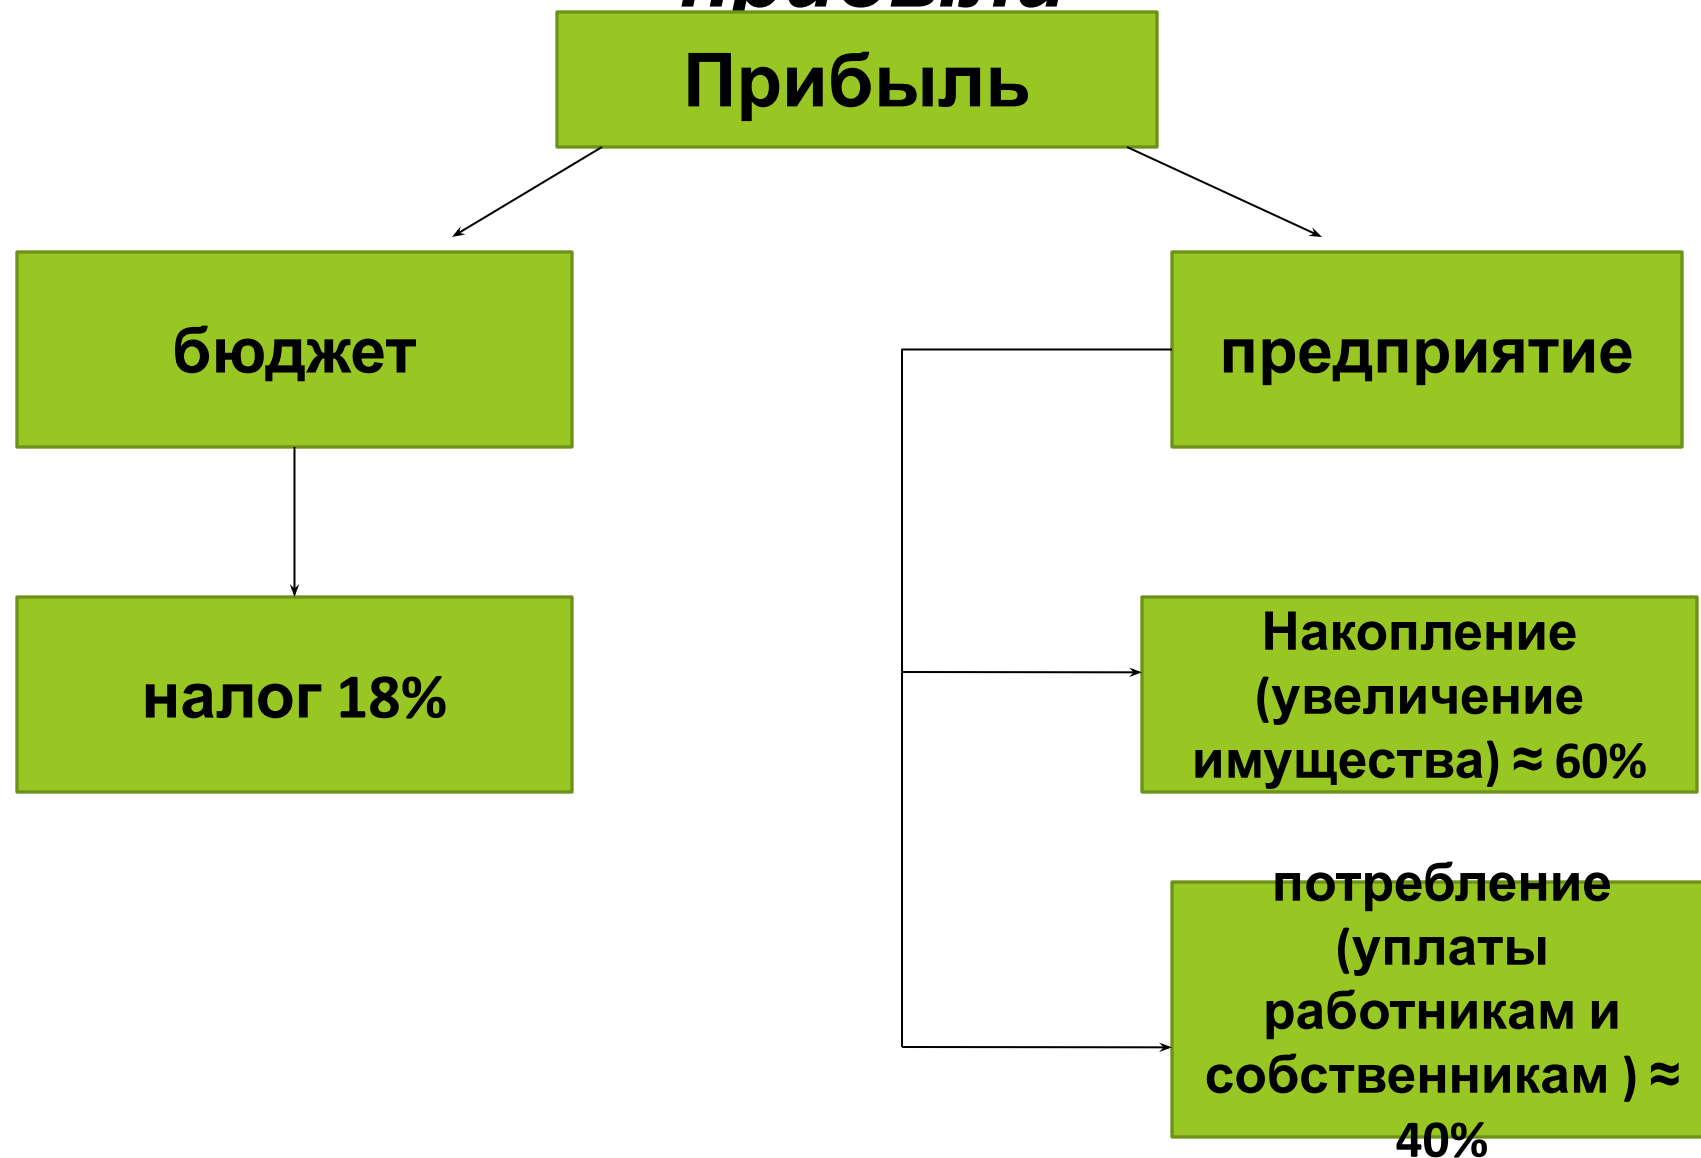 Прибыль
бюджет
предприятие
налог 18%
Накопление
(увеличение
имущества) ≈ 60%
потребление
(уплаты
работникам и
собственникам ) ≈
40%